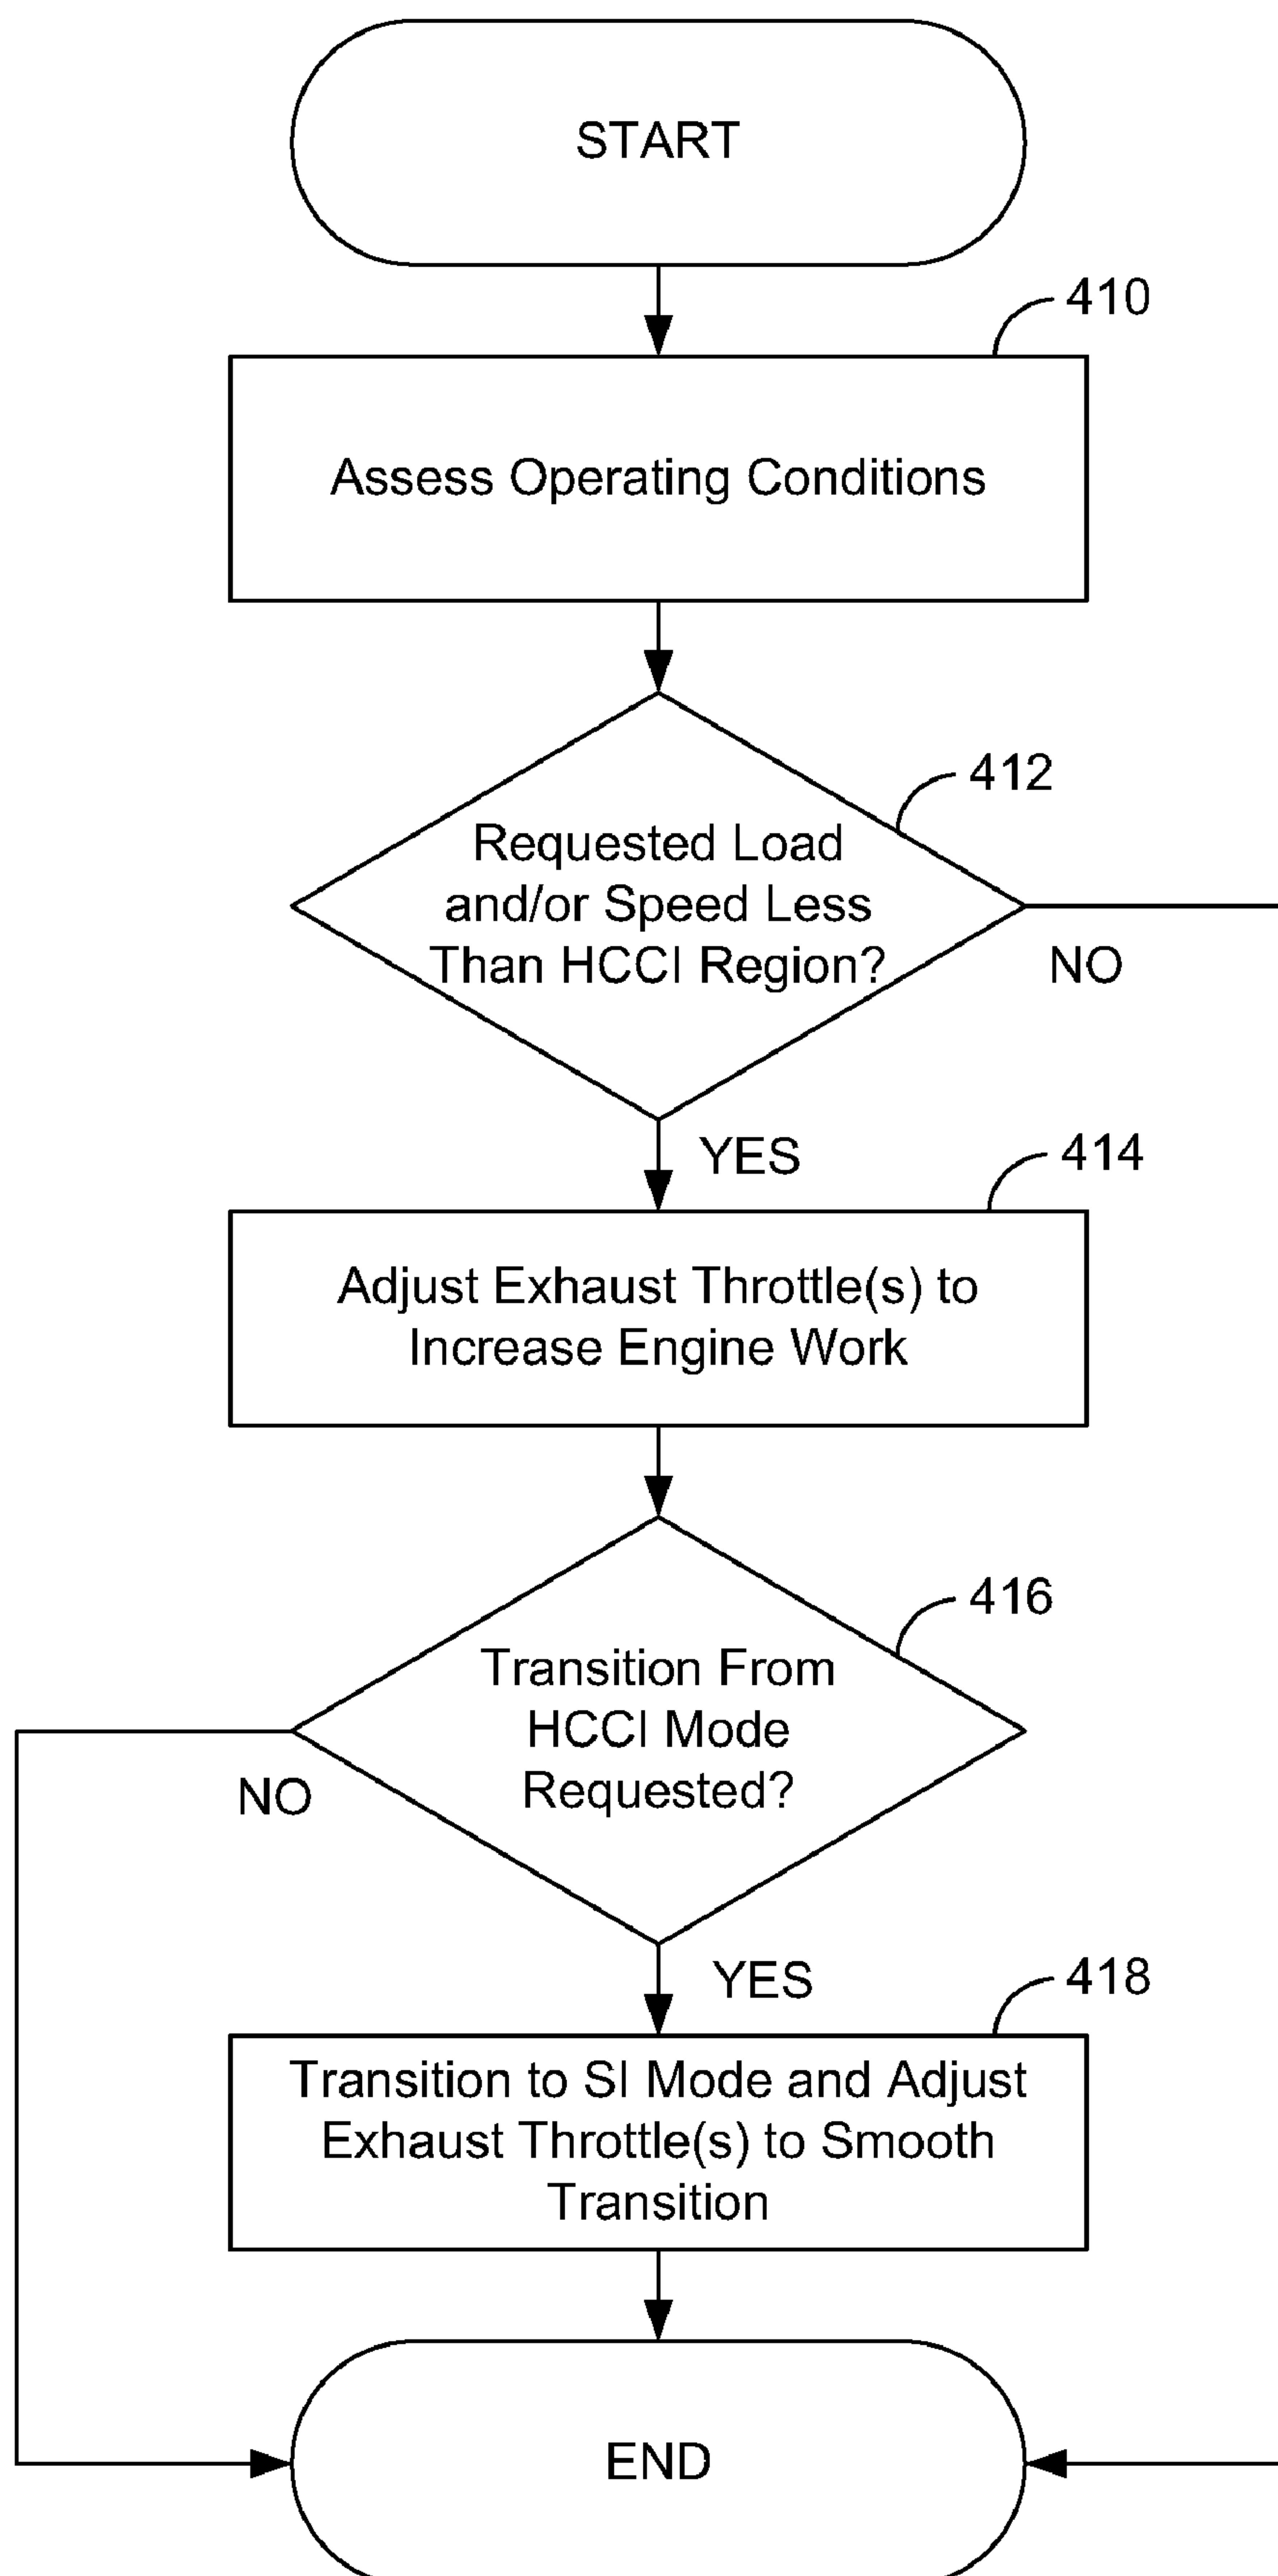 START
410
Assess Operating Conditions
412
Requested Load
and/or Speed Less
Than HCCI Region?
NO
YES
414
Adjust Exhaust Throttle(s) to
Increase Engine Work
416
Transition From
HCCI Mode
Requested?
NO
YES
418
Transition to SI Mode and Adjust
Exhaust Throttle(s) to Smooth
Transition
END